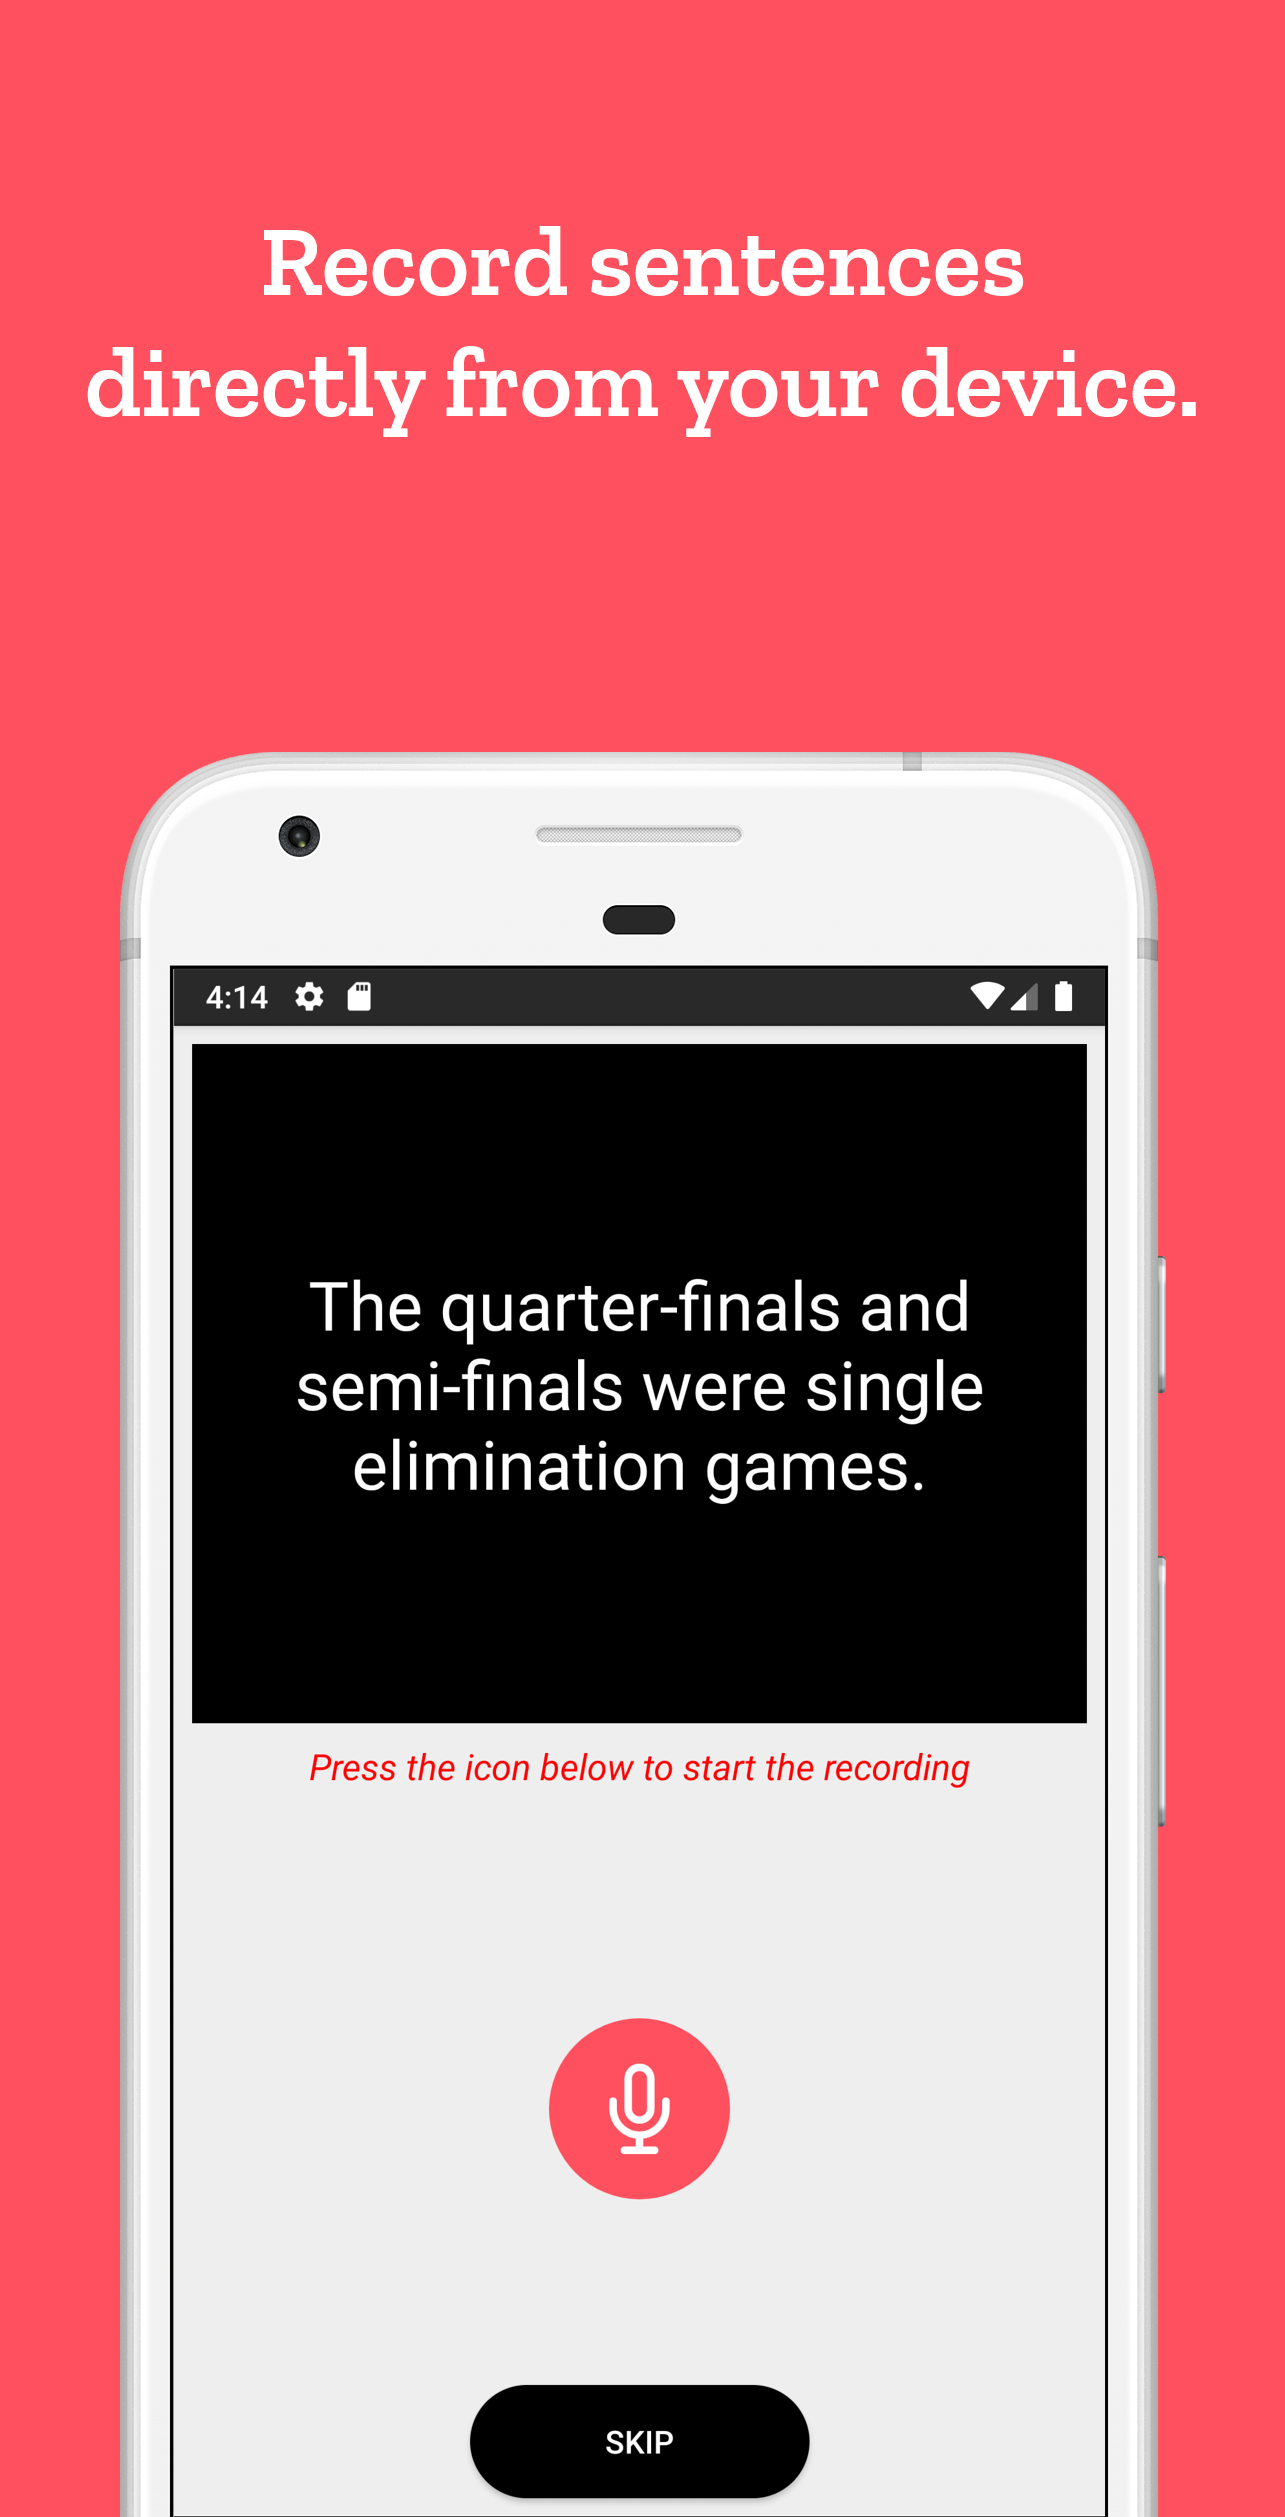 Record sentences
directly from your device.
4:14
The quarter-finals and
semi-finals were single
elimination games.
Press the icon below to start the recording
SKIP